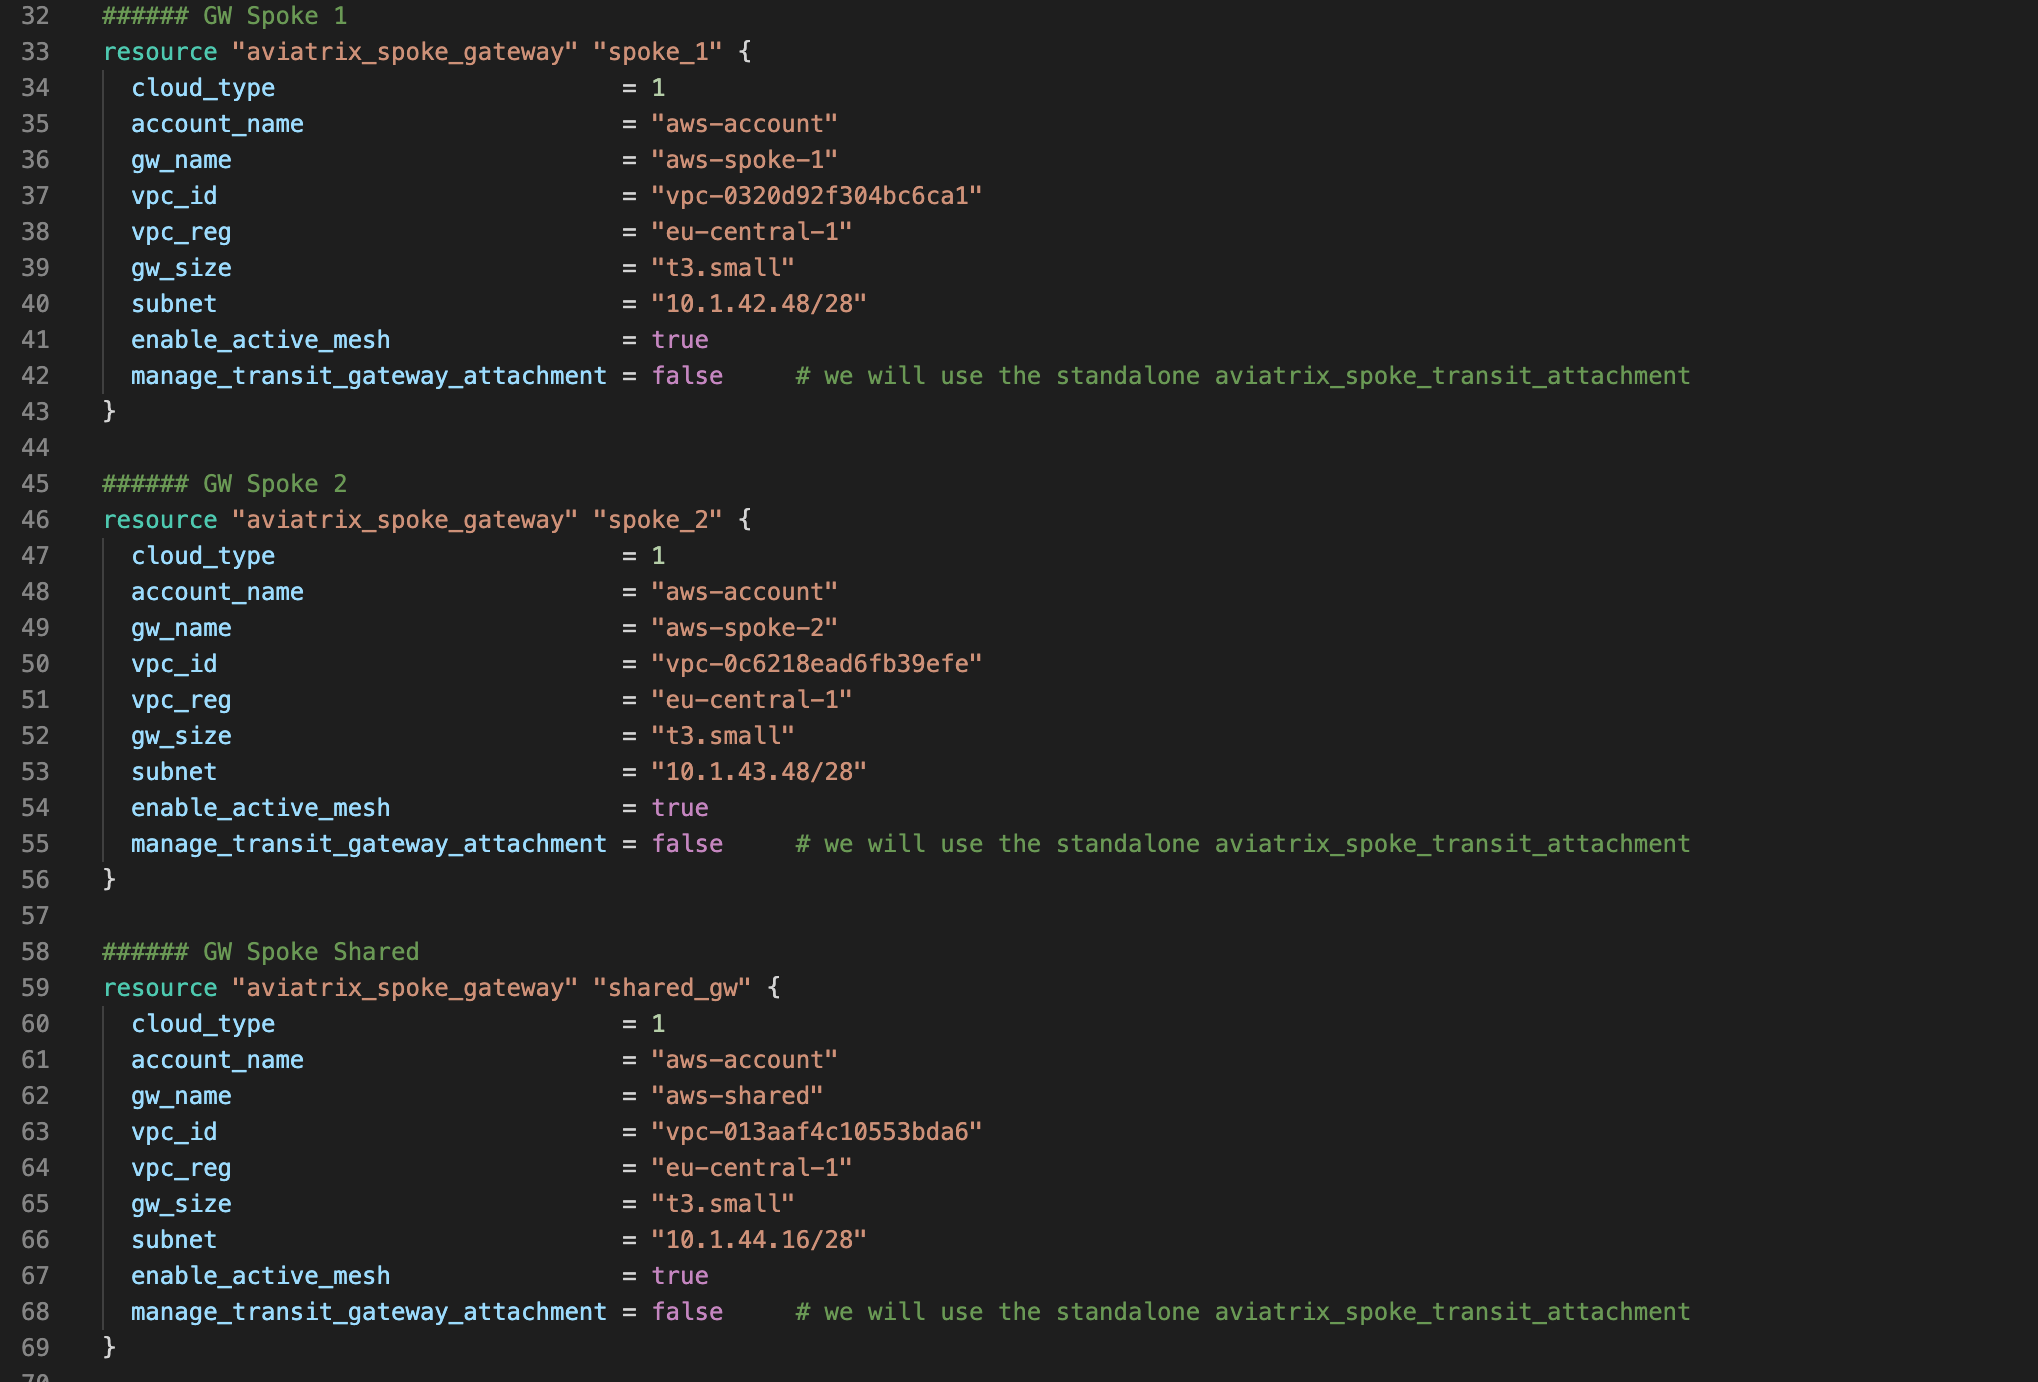 32 ###### GW Spoke 1
33 resource "aviatrix_spoke_gateway" "spoke_1" {
34   cloud_type                        = 1
35   account_name                      = "aws-account"
36   gw_name                           = "aws-spoke-1"
37   vpc_id                            = "vpc-0320d92f304bc6ca1"
38   vpc_reg                           = "eu-central-1"
39   gw_size                           = "t3.small"
40   subnet                            = "10.1.42.48/28"
41   enable_active_mesh                = true
42   manage_transit_gateway_attachment = false     # we will use the standalone aviatrix_spoke_transit_attachment
43 }
44
45 ###### GW Spoke 2
46 resource "aviatrix_spoke_gateway" "spoke_2" {
47   cloud_type                        = 1
48   account_name                      = "aws-account"
49   gw_name                           = "aws-spoke-2"
50   vpc_id                            = "vpc-0c6218ead6fb39efe"
51   vpc_reg                           = "eu-central-1"
52   gw_size                           = "t3.small"
53   subnet                            = "10.1.43.48/28"
54   enable_active_mesh                = true
55   manage_transit_gateway_attachment = false     # we will use the standalone aviatrix_spoke_transit_attachment
56 }
57
58 ###### GW Spoke Shared
59 resource "aviatrix_spoke_gateway" "shared_gw" {
60   cloud_type                        = 1
61   account_name                      = "aws-account"
62   gw_name                           = "aws-shared"
63   vpc_id                            = "vpc-013aaf4c10553bda6"
64   vpc_reg                           = "eu-central-1"
65   gw_size                           = "t3.small"
66   subnet                            = "10.1.44.16/28"
67   enable_active_mesh                = true
68   manage_transit_gateway_attachment = false     # we will use the standalone aviatrix_spoke_transit_attachment
69 }
70